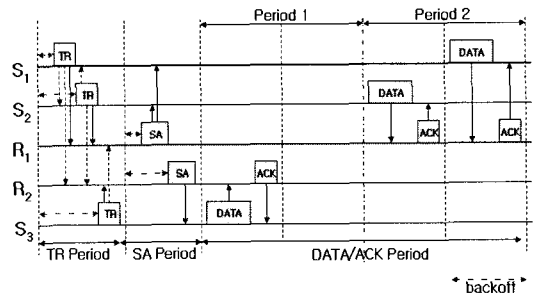 Period 1 Period 2
TR DATA
S1
TR DATA
S2
SA ACK ACK
R1
SA ACK
R2
TR DATA
S3
TR Period SA Period DATA/ACK Period
backoff